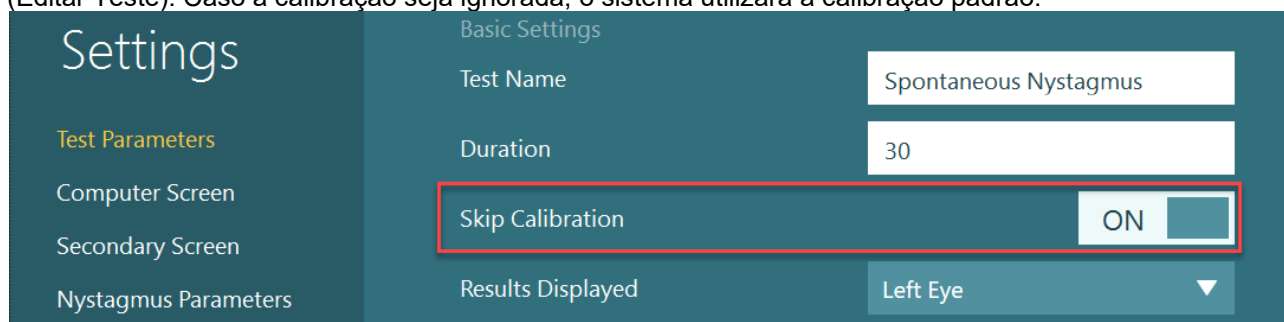 (Editar Teste). Caso a calibração seja ignorada, o sistema utilizará a calibração padrão.
Settings
Test Parameters
Computer Screen
Secondary Screen
Nystagmus Parameters
Basic Settings
Test Name Spontaneous Nystagmus
Duration 30
Skip Calibration ON
Results Displayed Left Eye